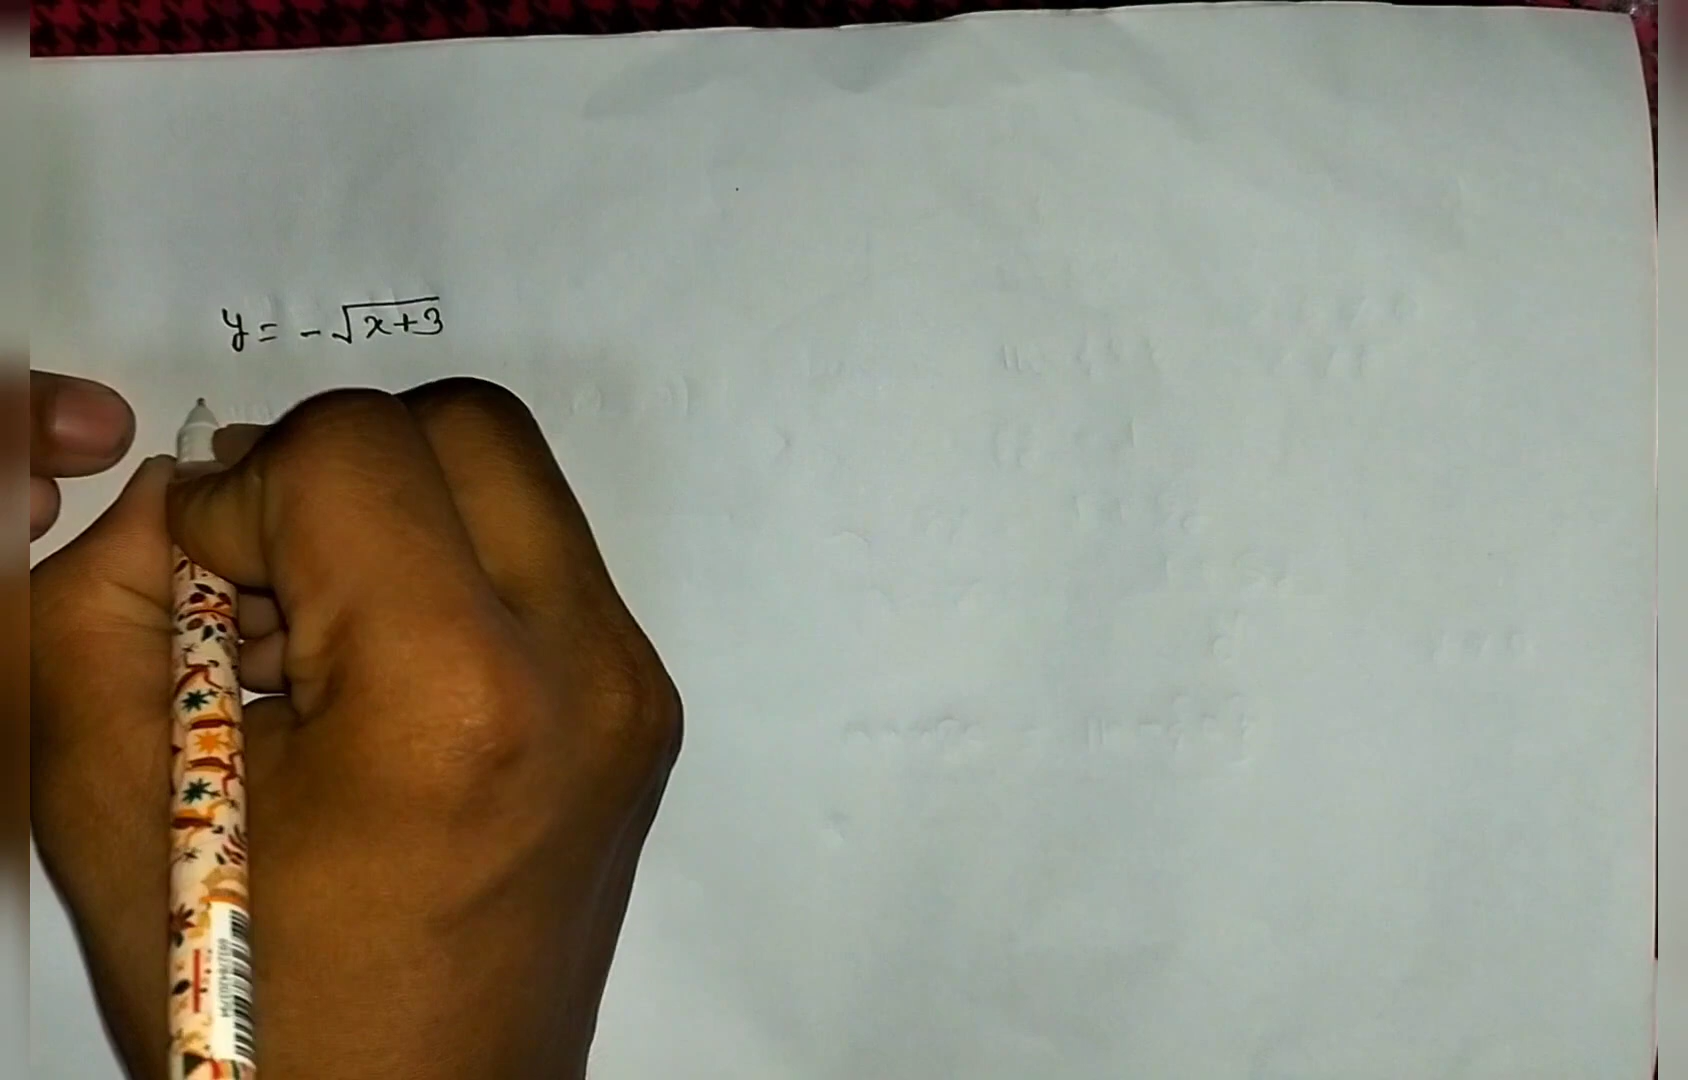 y = -√(x+3)